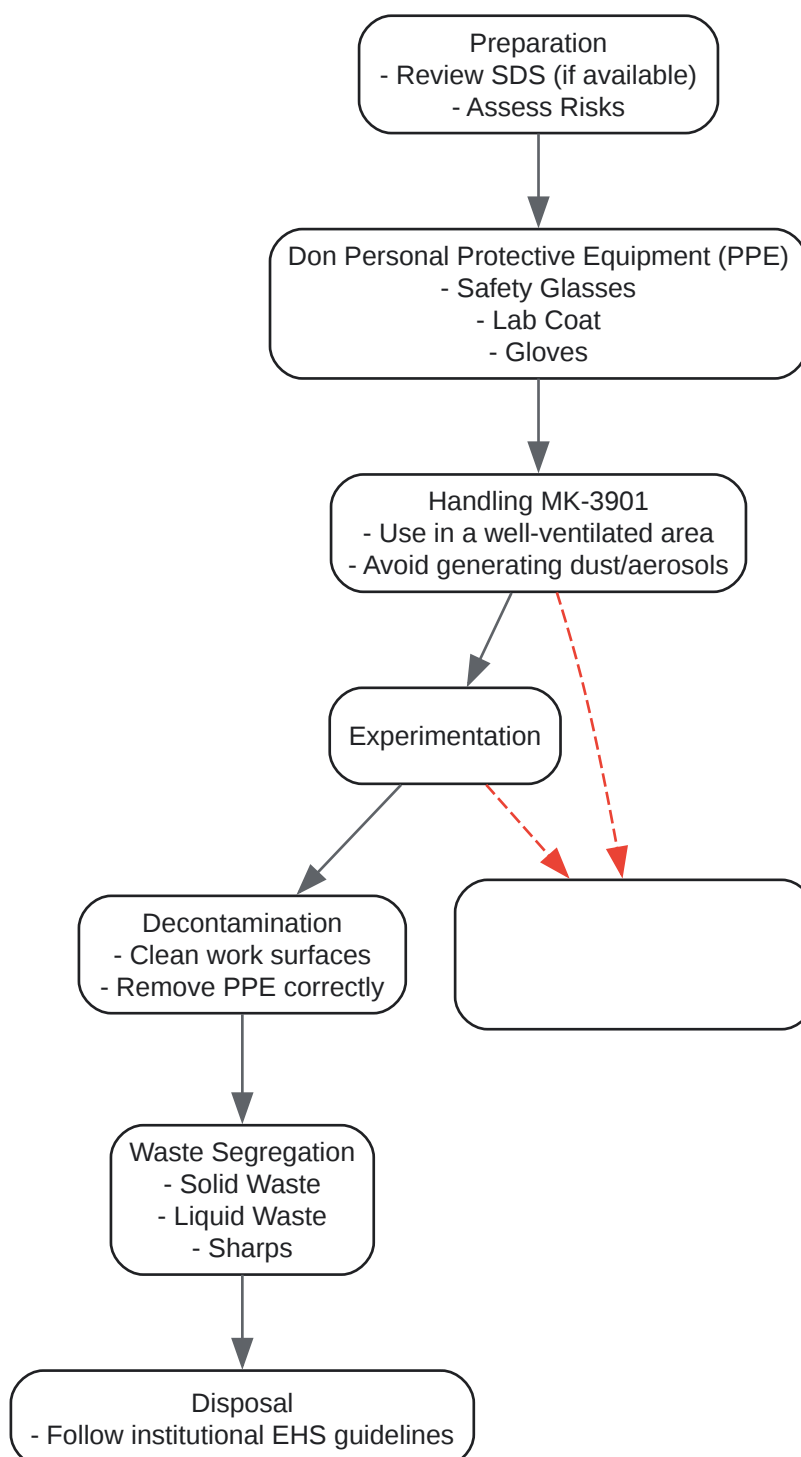 Preparation
- Review SDS (if available)
- Assess Risks
Don Personal Protective Equipment (PPE)
- Safety Glasses
- Lab Coat
- Gloves
Handling MK-3901
- Use in a well-ventilated area
- Avoid generating dust/aerosols
Experimentation
Decontamination
- Clean work surfaces
- Remove PPE correctly
Waste Segregation
- Solid Waste
- Liquid Waste
- Sharps
Disposal
- Follow institutional EHS guidelines